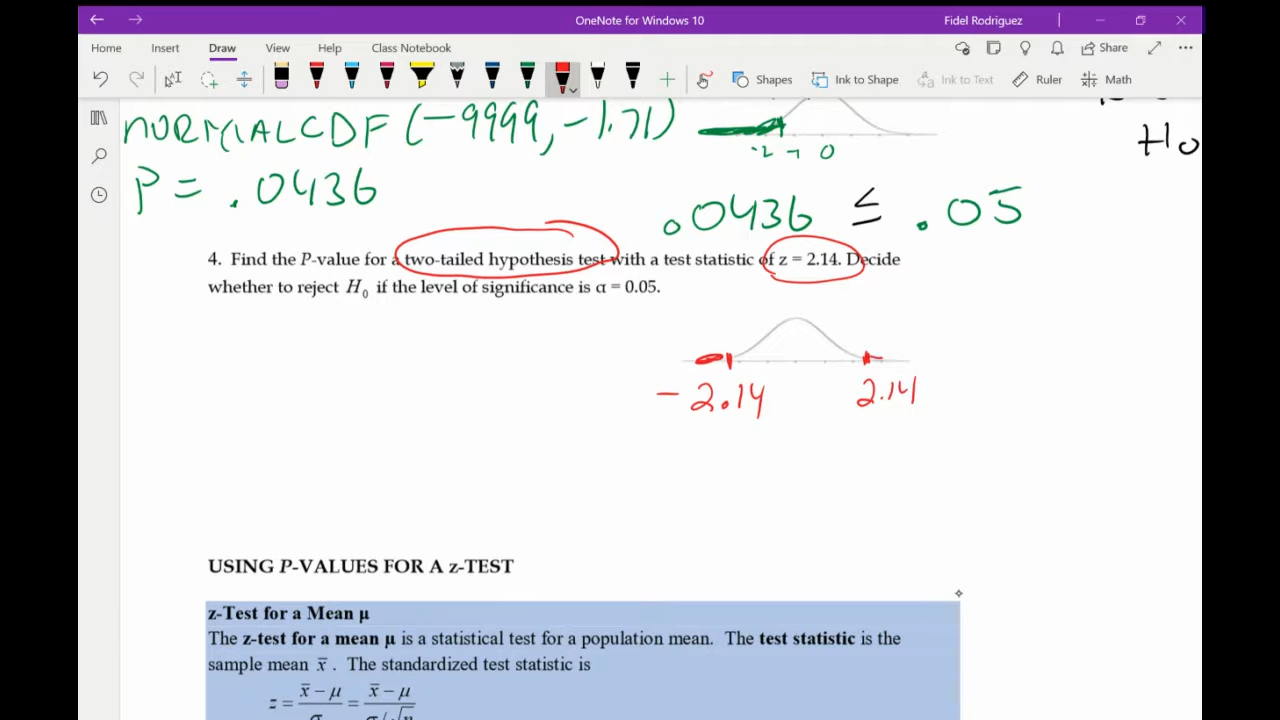 OneNote for Windows 10
Fidel Rodriguez
Home Insert Draw View Help Class Notebook
Share
Shapes Ink to Shape Ink to Text Ruler Math
NORMALCDF (-9999, -1.71)
-2 -1 0
Ho
P = .0436
.0436 ≤ .05
4. Find the P-value for a two-tailed hypothesis test with a test statistic of z = 2.14. Decide
whether to reject H₀ if the level of significance is α = 0.05.
-2.14 2.14
USING P-VALUES FOR A z-TEST
z-Test for a Mean μ
The z-test for a mean μ is a statistical test for a population mean. The test statistic is the
sample mean x̄ . The standardized test statistic is
z = x̄ − μ / σ = x̄ − μ / σ / √n